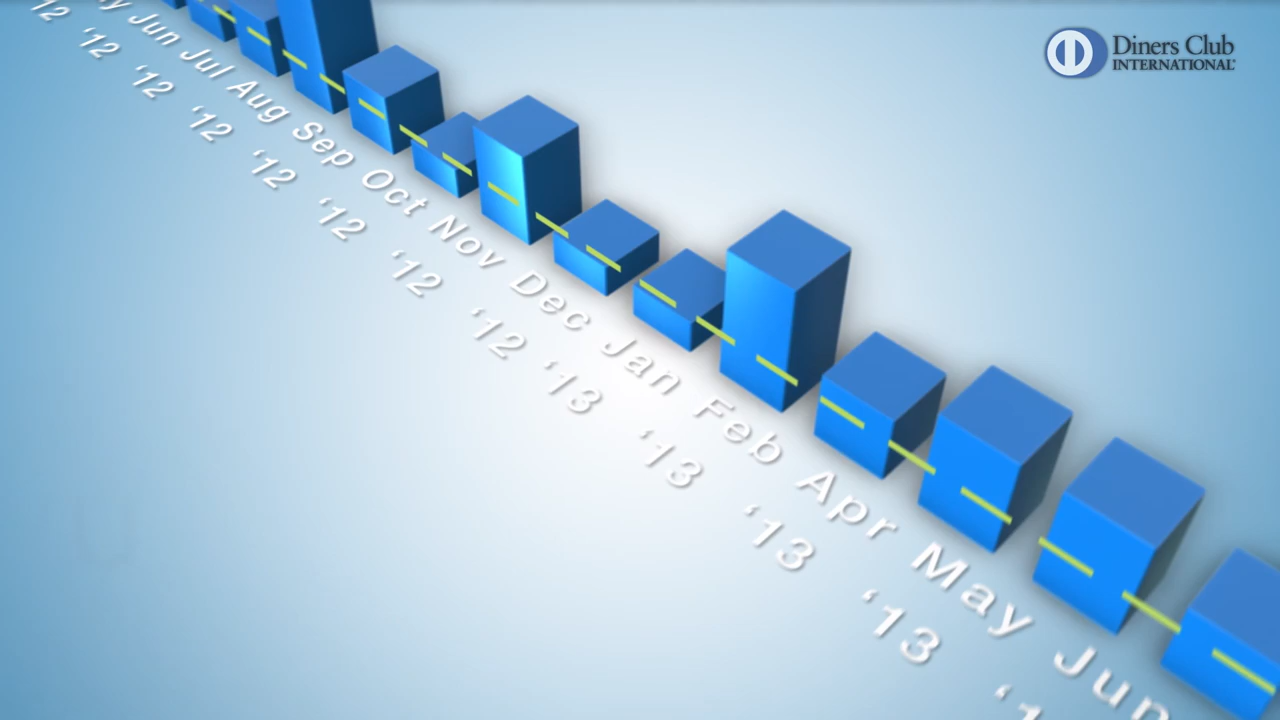 Diners Club
INTERNATIONAL®
Jun Jul Aug Sep Oct Nov Dec Jan Feb Apr May Jun
'12 '12 '12 '12 '12 '12 '12 '12 '13 '13 '13 '13